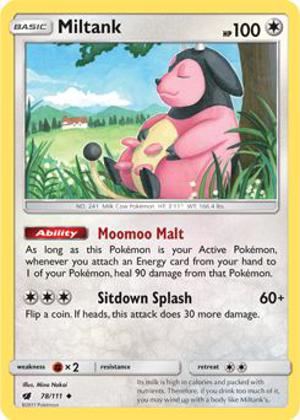 BASIC Miltank HP 100
NO. 241 Milk Cow Pokémon HT: 3'11" WT: 166.4 lbs.
Ability Moomoo Malt
As long as this Pokémon is your Active Pokémon,
whenever you attach an Energy card from your hand
to 1 of your Pokémon, heal 90 damage from that Pokémon.
Sitdown Splash 60+
Flip a coin. If heads, this attack does 30 more damage.
weakness × 2 resistance retreat
Illus. Mina Nakai
78/111
©2017 Pokémon
Its milk is high in calories and packed with
nutrients. Therefore, if you drink too much of it,
you may wind up with a body like Miltank's.